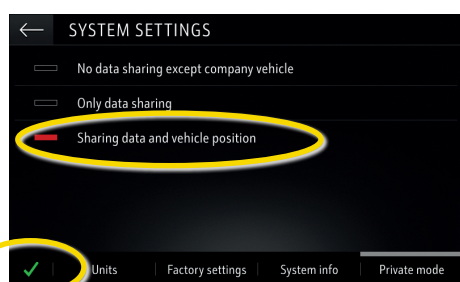 SYSTEM SETTINGS
No data sharing except company vehicle
Only data sharing
Sharing data and vehicle position
Units Factory settings System info Private mode